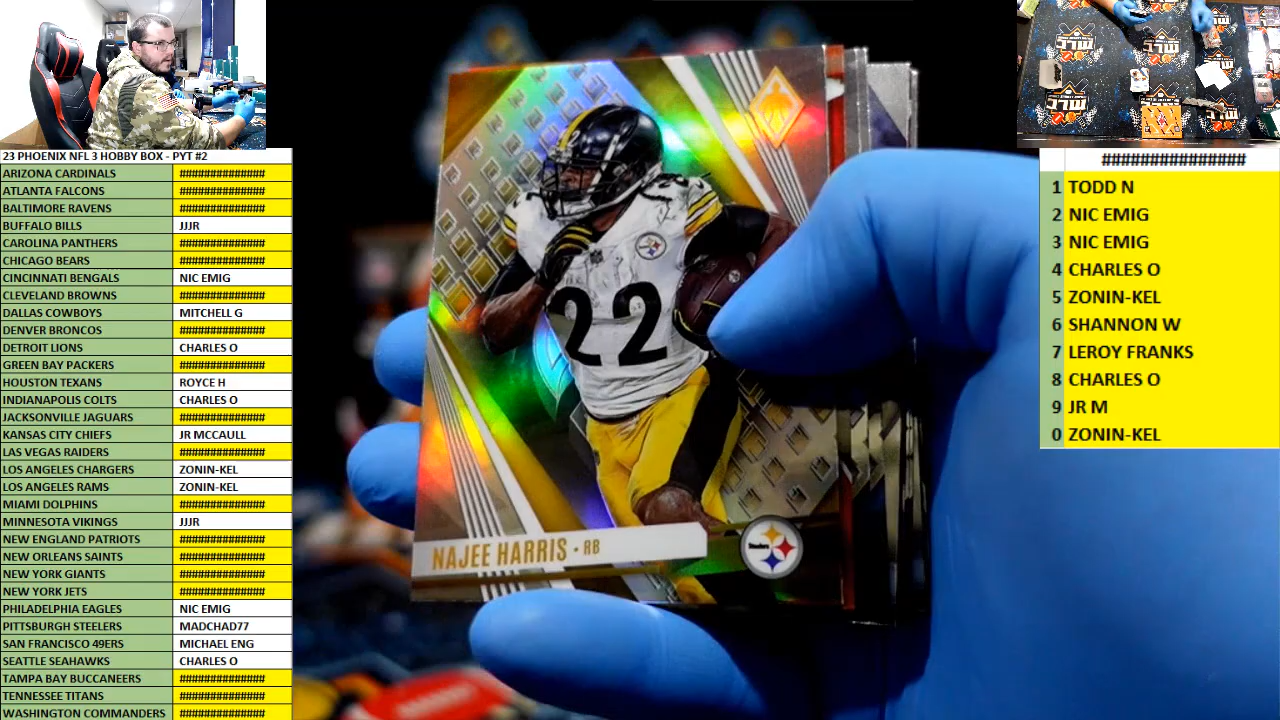 23 PHOENIX NFL 3 HOBBY BOX - PYT #2
ARIZONA CARDINALS ##############
ATLANTA FALCONS ##############
BALTIMORE RAVENS ##############
BUFFALO BILLS JJJR
CAROLINA PANTHERS ##############
CHICAGO BEARS ##############
CINCINNATI BENGALS NIC EMIG
CLEVELAND BROWNS ##############
DALLAS COWBOYS MITCHELL G
DENVER BRONCOS ##############
DETROIT LIONS CHARLES O
GREEN BAY PACKERS ##############
HOUSTON TEXANS ROYCE H
INDIANAPOLIS COLTS CHARLES O
JACKSONVILLE JAGUARS ##############
KANSAS CITY CHIEFS JR MCCAULL
LAS VEGAS RAIDERS ##############
LOS ANGELES CHARGERS ZONIN-KEL
LOS ANGELES RAMS ZONIN-KEL
MIAMI DOLPHINS ##############
MINNESOTA VIKINGS JJJR
NEW ENGLAND PATRIOTS ##############
NEW ORLEANS SAINTS ##############
NEW YORK GIANTS ##############
NEW YORK JETS ##############
PHILADELPHIA EAGLES NIC EMIG
PITTSBURGH STEELERS MADCHAD77
SAN FRANCISCO 49ERS MICHAEL ENG
SEATTLE SEAHAWKS CHARLES O
TAMPA BAY BUCCANEERS ##############
TENNESSEE TITANS ##############
WASHINGTON COMMANDERS ##############
22
NAJEE HARRIS • RB
Steelers
###############
1 TODD N
2 NIC EMIG
3 NIC EMIG
4 CHARLES O
5 ZONIN-KEL
6 SHANNON W
7 LEROY FRANKS
8 CHARLES O
9 JR M
0 ZONIN-KEL